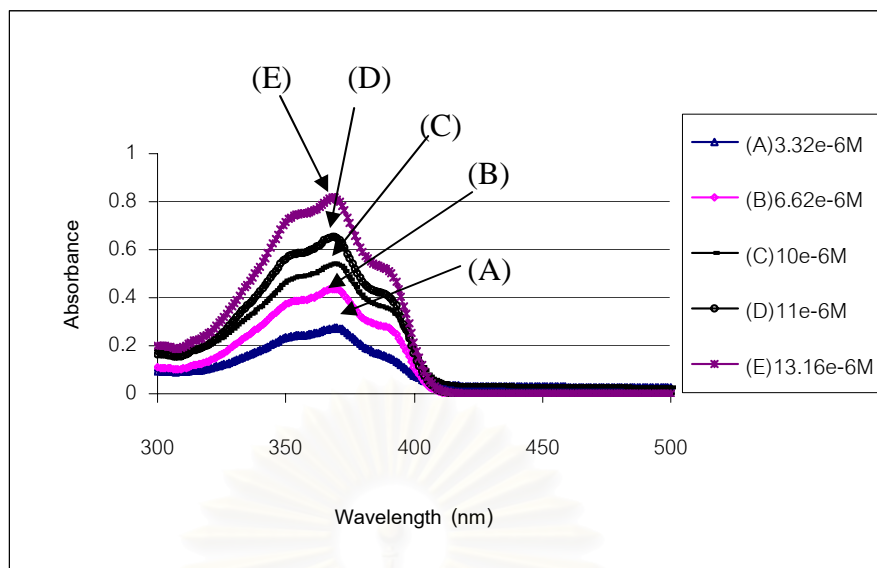 (E)
(D)
(C)
(B)
(A)
1
0.8
0.6
0.4
0.2
0
Absorbance
300
350
400
450
500
Wavelength (nm)
(A)3.32e-6M
(B)6.62e-6M
(C)10e-6M
(D)11e-6M
(E)13.16e-6M